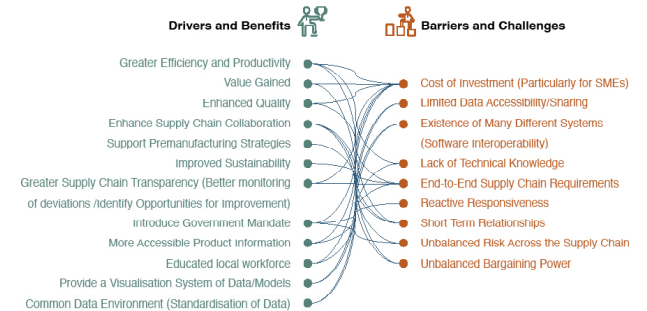 Drivers and Benefits
Greater Efficiency and Productivity
Value Gained
Enhanced Quality
Enhance Supply Chain Collaboration
Support Premanufacturing Strategies
Improved Sustainability
Greater Supply Chain Transparency (Better monitoring
of deviations /identify Opportunities for improvement)
Introduce Government Mandate
More Accessible Product Information
Educated local workforce
Provide a Visualisation System of Data/Models
Common Data Environment (Standardisation of Data)
Barriers and Challenges
Cost of Investment (Particularly for SMEs)
Limited Data Accessibility/Sharing
Existence of Many Different Systems
(Software Interoperability)
Lack of Technical Knowledge
End-to-End Supply Chain Requirements
Reactive Responsiveness
Short Term Relationships
Unbalanced Risk Across the Supply Chain
Unbalanced Bargaining Power